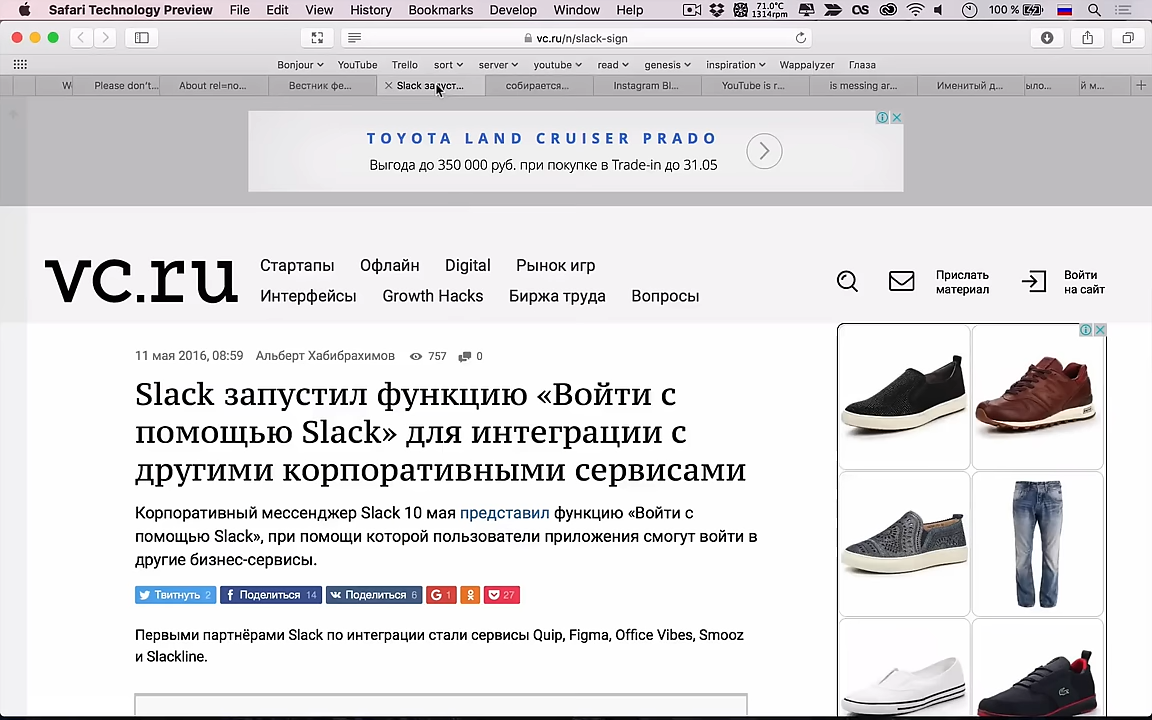 Safari Technology Preview File Edit View History Bookmarks Develop Window Help 71.0°C 1314rpm 100 %
vc.ru/n/slack-sign
Bonjour YouTube Trello sort server youtube read genesis inspiration Wappalyzer Глаза
W Please don't... About rel=no... Вестник фе... Slack запуст... собирается... Instagram Bl... YouTube is r... is messing ar... Именитый д... ыло... й м...
TOYOTA LAND CRUISER PRADO
Выгода до 350 000 руб. при покупке в Trade-in до 31.05
vc.ru
Стартапы Офлайн Digital Рынок игр
Интерфейсы Growth Hacks Биржа труда Вопросы
Прислать материал
Войти на сайт
11 мая 2016, 08:59 Альберт Хабибрахимов 757 0
Slack запустил функцию «Войти с
помощью Slack» для интеграции с
другими корпоративными сервисами
Корпоративный мессенджер Slack 10 мая представил функцию «Войти с
помощью Slack», при помощи которой пользователи приложения смогут войти в
другие бизнес-сервисы.
Твитнуть 2 Поделиться 14 Поделиться 6 1 27
Первыми партнёрами Slack по интеграции стали сервисы Quip, Figma, Office Vibes, Smooz
и Slackline.